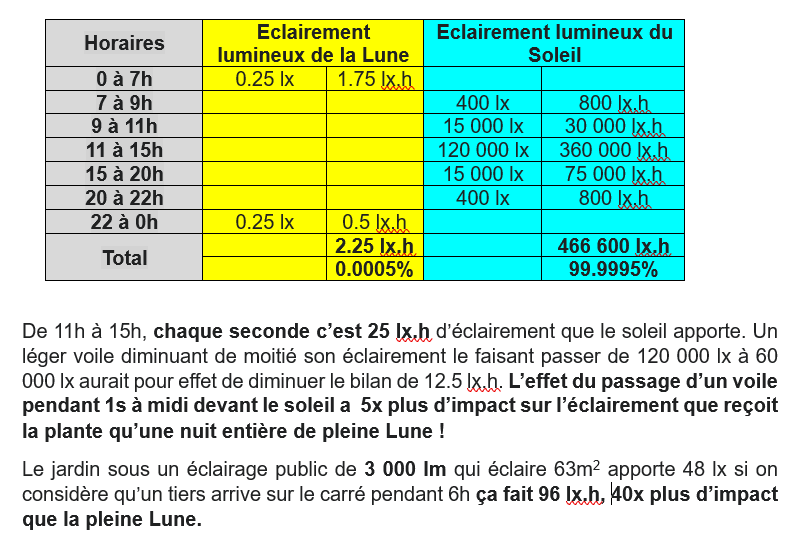 Horaires Eclairement lumineux de la Lune Eclairement lumineux du Soleil
0 à 7h 0.25 lx 1.75 lx.h
7 à 9h 400 lx 800 lx.h
9 à 11h 15 000 lx 30 000 lx.h
11 à 15h 120 000 lx 360 000 lx.h
15 à 20h 15 000 lx 75 000 lx.h
20 à 22h 400 lx 800 lx.h
22 à 0h 0.25 lx 0.5 lx.h
Total 2.25 lx.h 466 600 lx.h
0.0005% 99.9995%
De 11h à 15h, chaque seconde c’est 25 lx.h d’éclairement que le soleil apporte. Un
léger voile diminuant de moitié son éclairement le faisant passer de 120 000 lx à 60
000 lx aurait pour effet de diminuer le bilan de 12.5 lx.h. L’effet du passage d’un voile
pendant 1s à midi devant le soleil a 5x plus d’impact sur l’éclairement que reçoit
la plante qu’une nuit entière de pleine Lune !
Le jardin sous un éclairage public de 3 000 lm qui éclaire 63m² apporte 48 lx si on
considère qu’un tiers arrive sur le carré pendant 6h ça fait 96 lx.h, 40x plus d’impact
que la pleine Lune.